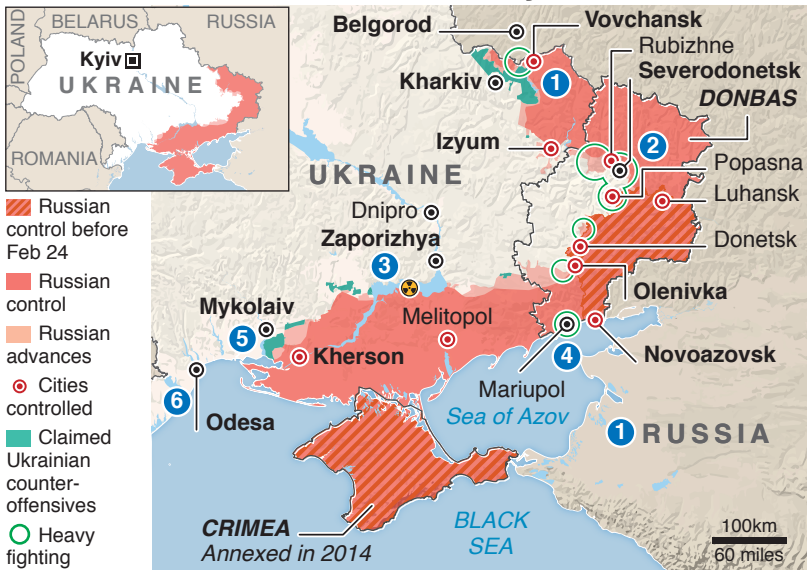 POLAND
BELARUS
RUSSIA
Kyiv
UKRAINE
ROMANIA
Russian
control before
Feb 24
Russian
control
Russian
advances
Cities
controlled
Claimed
Ukrainian
counter-
offensives
Heavy
fighting
Belgorod
Vovchansk
Rubizhne
Severodonetsk
DONBAS
Kharkiv
1
Izyum
2
Popasna
UKRAINE
Luhansk
Dnipro
Zaporizhya
Donetsk
3
Olenivka
Mykolaiv
Melitopol
5
Kherson
4
Novoazovsk
6
Odesa
Mariupol
Sea of Azov
1
RUSSIA
CRIMEA
Annexed in 2014
BLACK
SEA
100km
60 miles